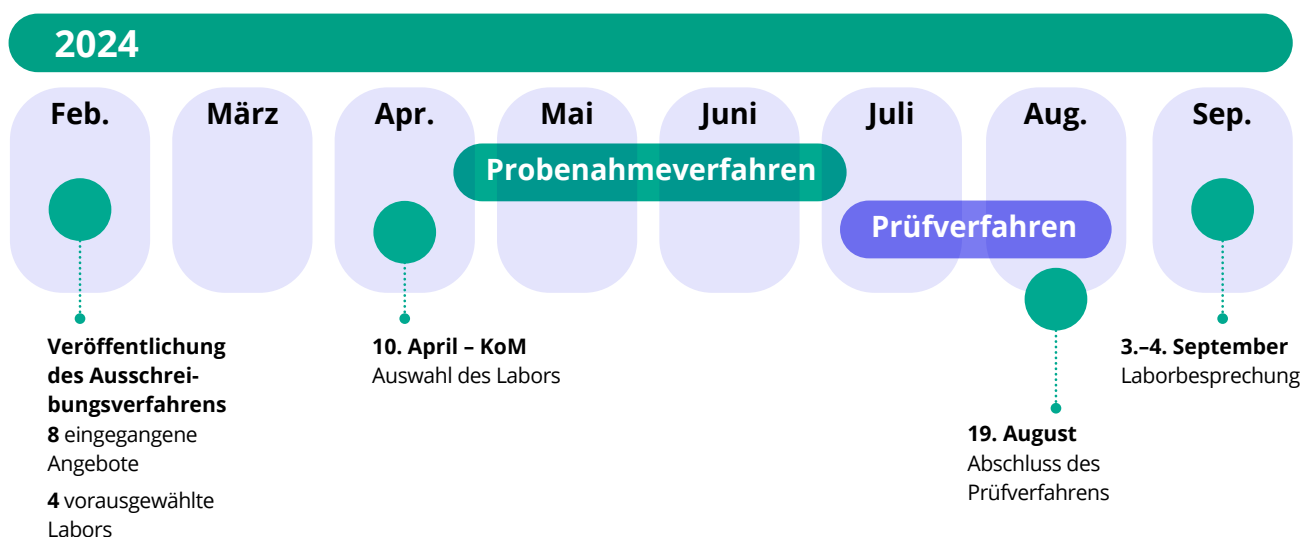 2024
Feb.
März
Apr.
Mai
Juni
Juli
Aug.
Sep.
Probenahmeverfahren
Prüfverfahren
Veröffentlichung
des Ausschrei-
bungsverfahrens
8 eingegangene
Angebote
4 vorausgewählte
Labors
10. April – KoM
Auswahl des Labors
19. August
Abschluss des
Prüfverfahrens
3.–4. September
Laborbesprechung